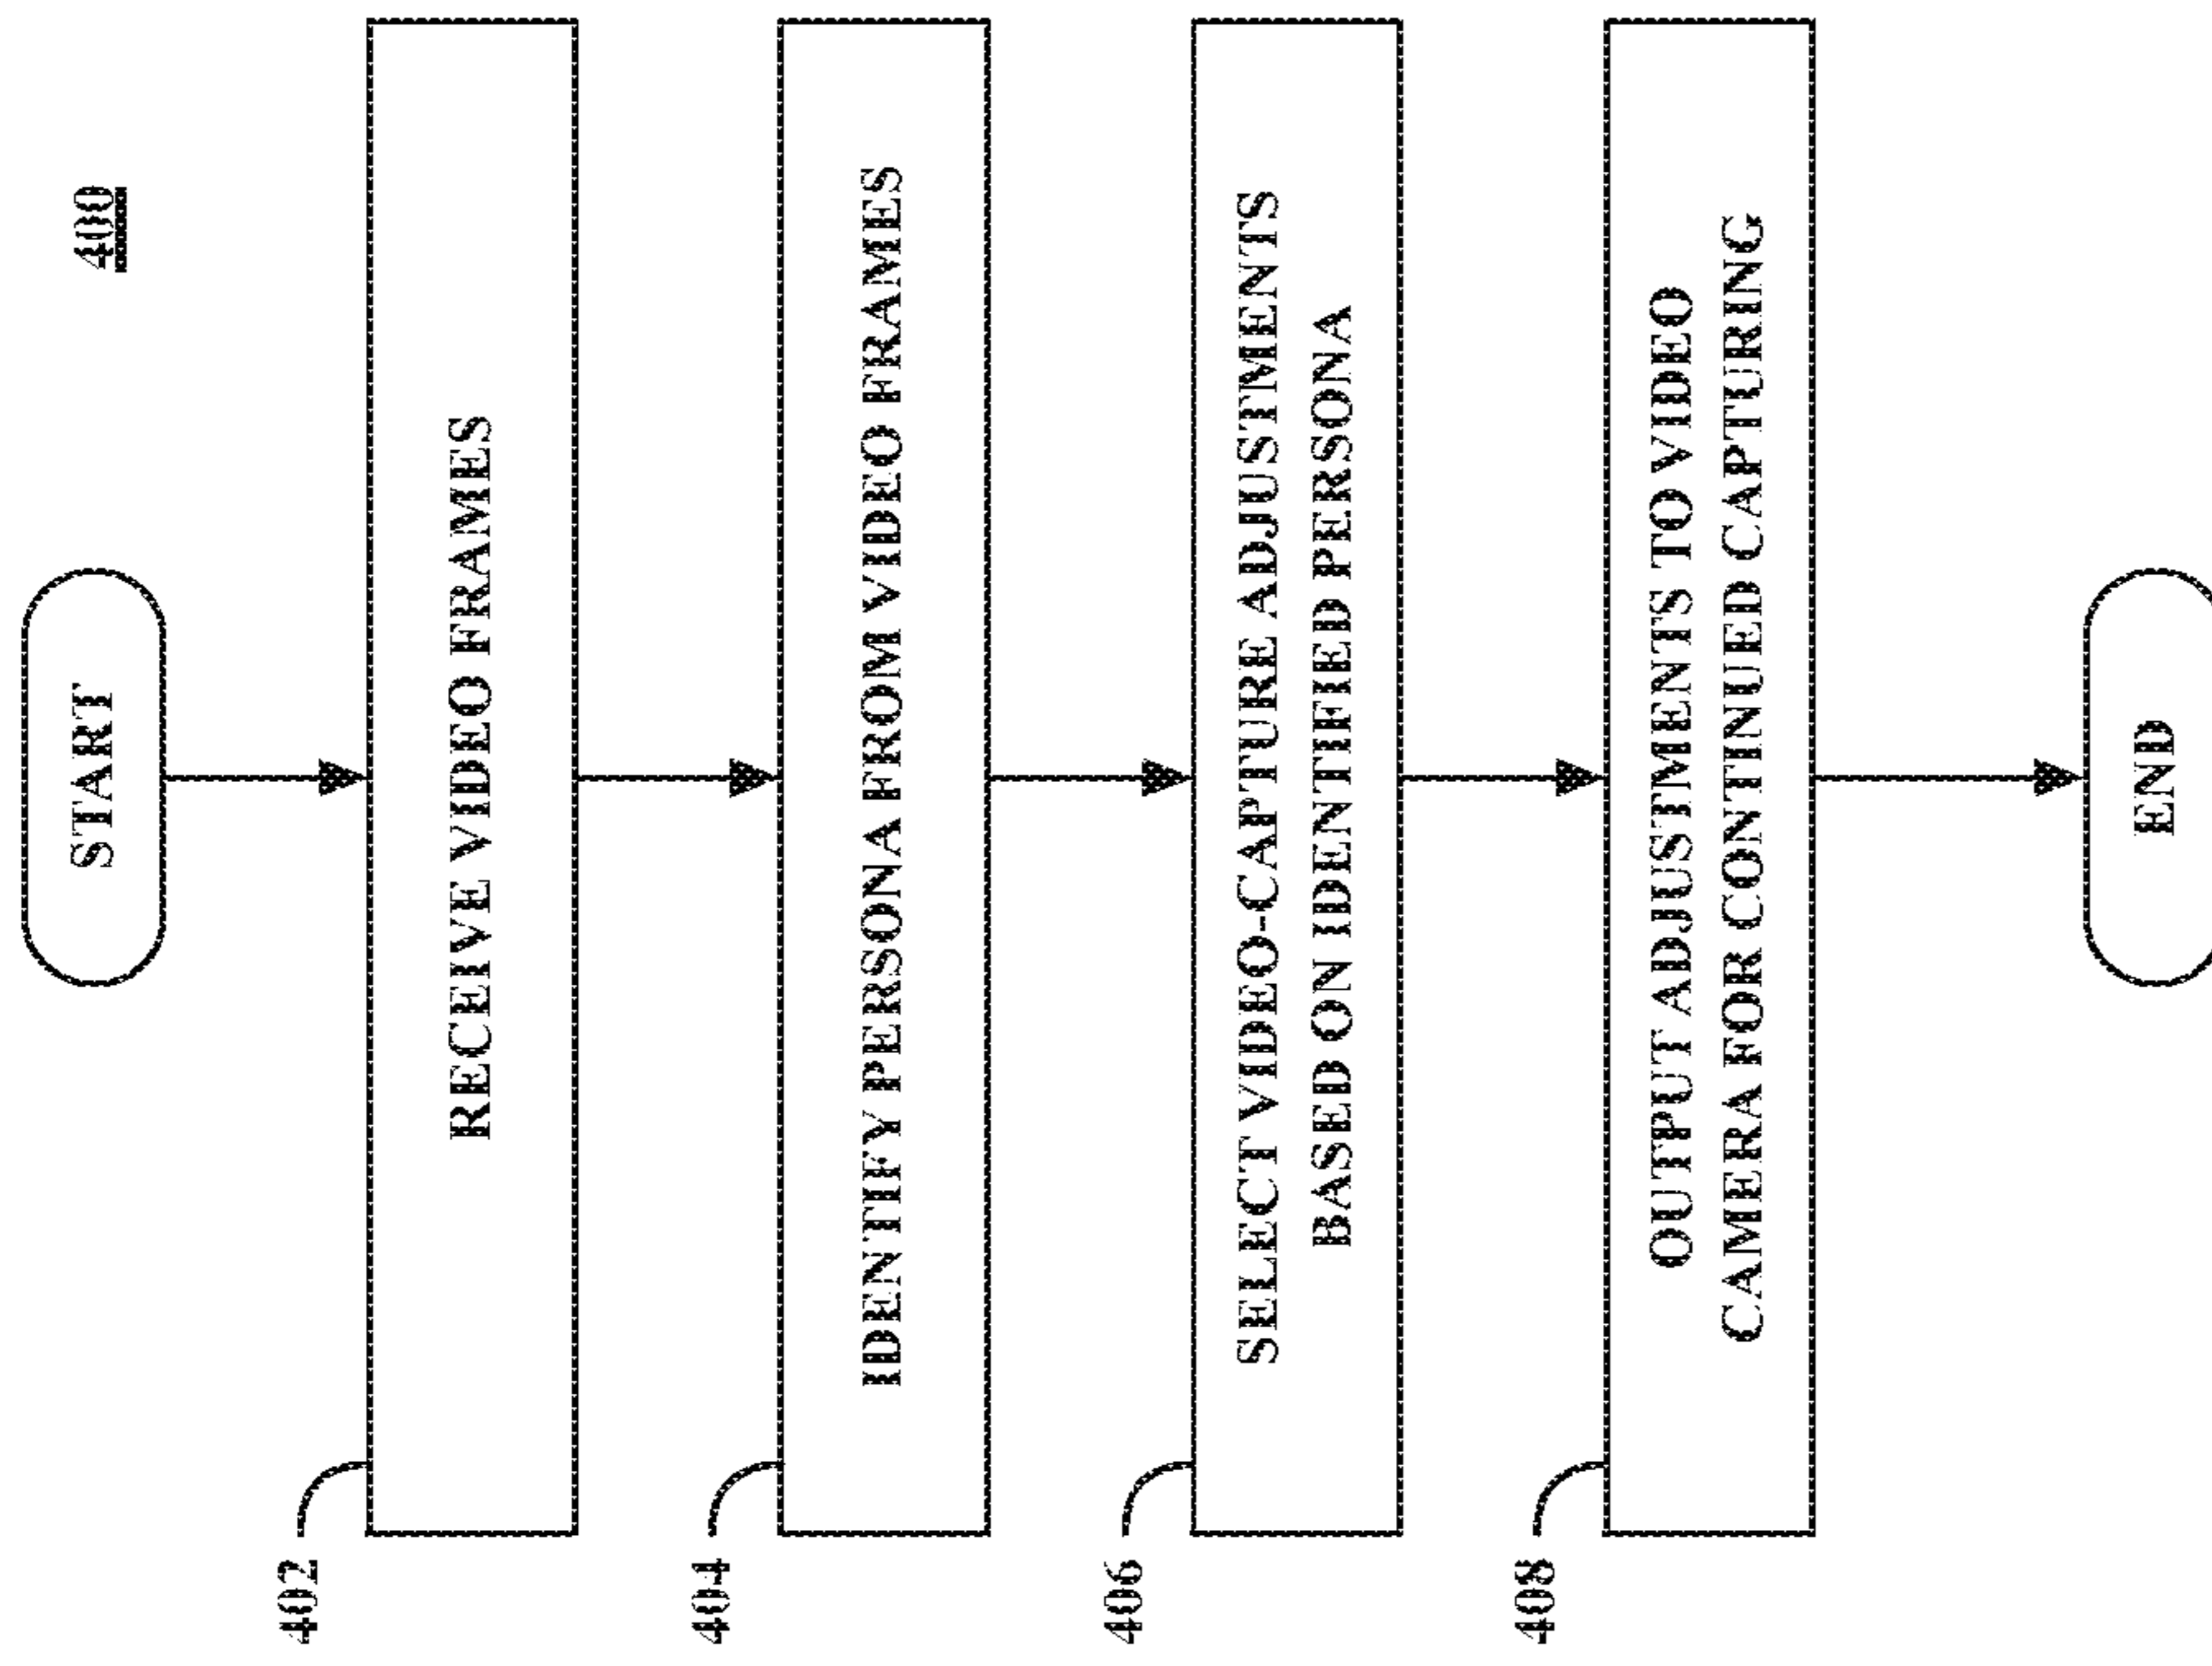 400
START
402
RECEIVE VIDEO FRAMES
404
IDENTIFY PERSONA FROM VIDEO FRAMES
406
SELECT VIDEO-CAPTURE ADJUSTMENTS
BASED ON IDENTIFIED PERSONA
408
OUTPUT ADJUSTMENTS TO VIDEO
CAMERA FOR CONTINUED CAPTURING
END